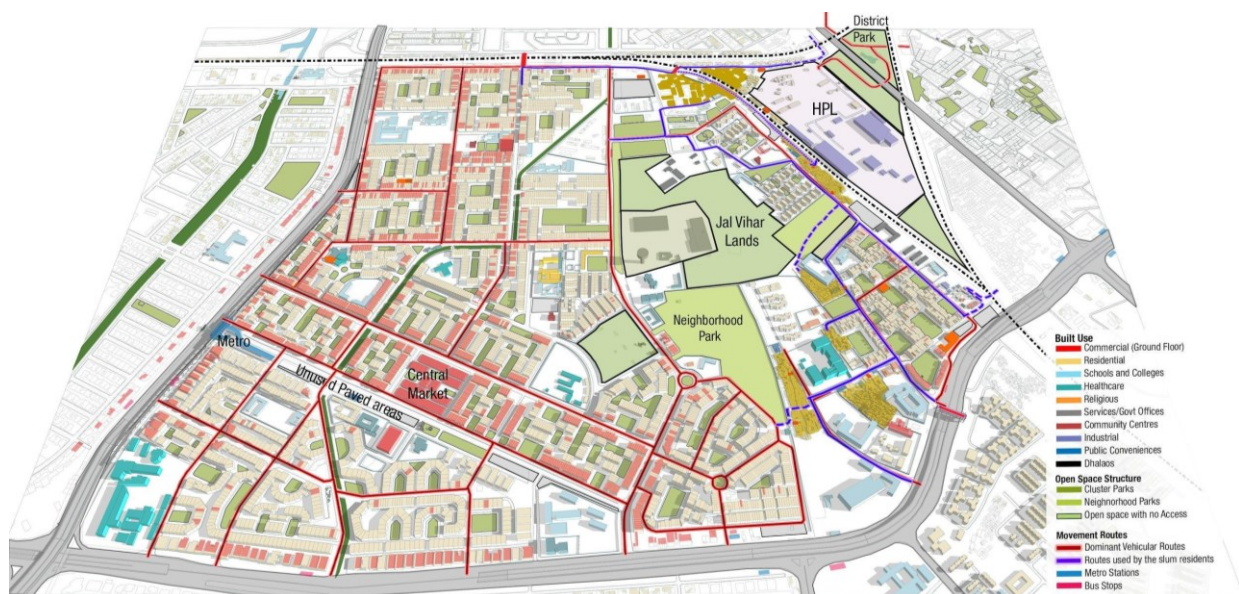 District
Park
HPL
Jal Vihar
Lands
Neighborhood
Park
Metro
Central
Market
Unused Paved areas
Built Use
Commercial (Ground Floor)
Residential
Schools and Colleges
Healthcare
Religious
Services/Govt Offices
Community Centres
Industrial
Public Conveniences
Dhalaos
Open Space Structure
Cluster Parks
Neighnorhood Parks
Open space with no Access
Movement Routes
Dominant Vehicular Routes
Routes used by the slum residents
Metro Stations
Bus Stops